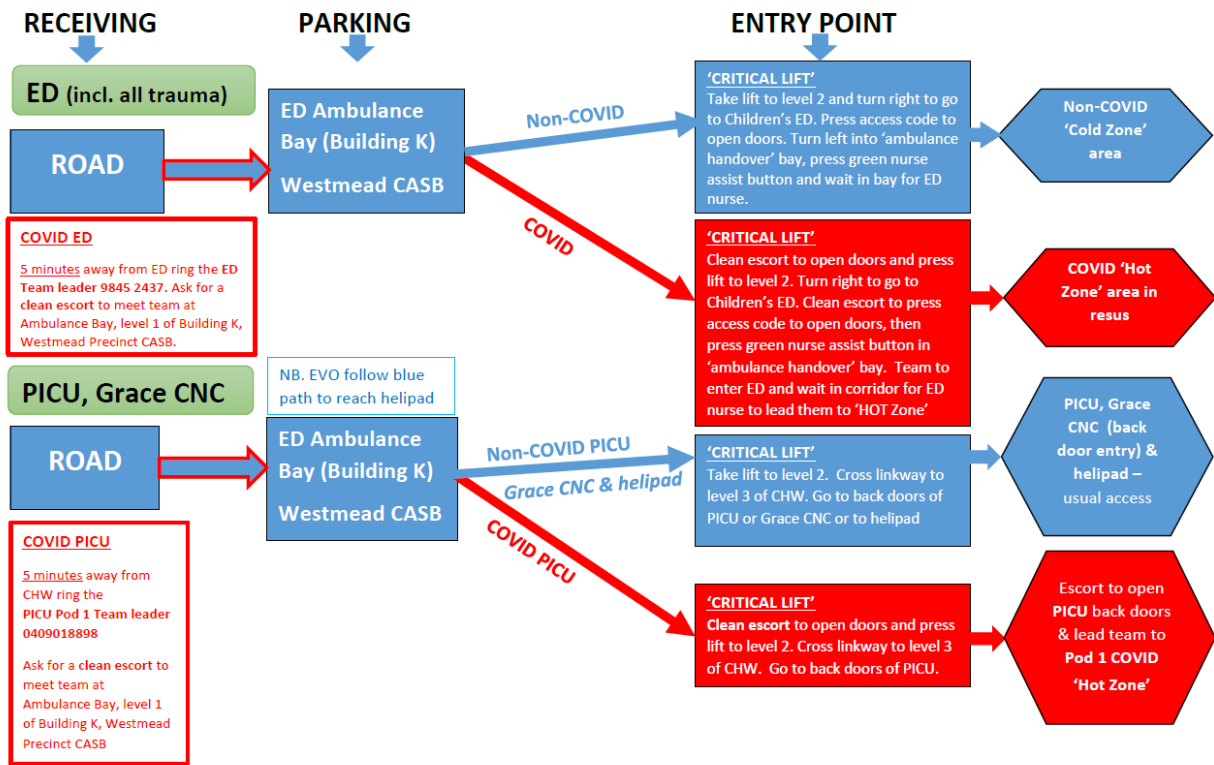 RECEIVING
PARKING
ENTRY POINT
ED (incl. all trauma)
ROAD
ED Ambulance
Bay (Building K)
Westmead CASB
Non-COVID
COVID
‘CRITICAL LIFT’
Take lift to level 2 and turn right to go
to Children’s ED. Press access code to
open doors. Turn left into ‘ambulance
handover’ bay, press green nurse
assist button and wait in bay for ED
nurse.
Non-COVID
‘Cold Zone’
area
COVID ED
5 minutes away from ED ring the ED
Team leader 9845 2437. Ask for a
clean escort to meet team at
Ambulance Bay, level 1 of Building K,
Westmead Precinct CASB.
‘CRITICAL LIFT’
Clean escort to open doors and press
lift to level 2. Turn right to go to
Children’s ED. Clean escort to press
access code to open doors, then
press green nurse assist button in
‘ambulance handover’ bay. Team to
enter ED and wait in corridor for ED
nurse to lead them to ‘HOT Zone’
COVID ‘Hot
Zone’ area in
resus
PICU, Grace CNC
NB. EVO follow blue
path to reach helipad
ROAD
ED Ambulance
Bay (Building K)
Westmead CASB
Non-COVID PICU
Grace CNC & helipad
COVID PICU
‘CRITICAL LIFT’
Take lift to level 2. Cross linkway to
level 3 of CHW. Go to back doors of
PICU or Grace CNC or to helipad
PICU, Grace
CNC (back
door entry) &
helipad –
usual access
COVID PICU
5 minutes away from
CHW ring the
PICU Pod 1 Team leader
0409018898
Ask for a clean escort to
meet team at
Ambulance Bay, level 1
of Building K, Westmead
Precinct CASB
‘CRITICAL LIFT’
Clean escort to open doors and press
lift to level 2. Cross linkway to level 3
of CHW. Go to back doors of PICU.
Escort to open
PICU back doors
& lead team to
Pod 1 COVID
‘Hot Zone’